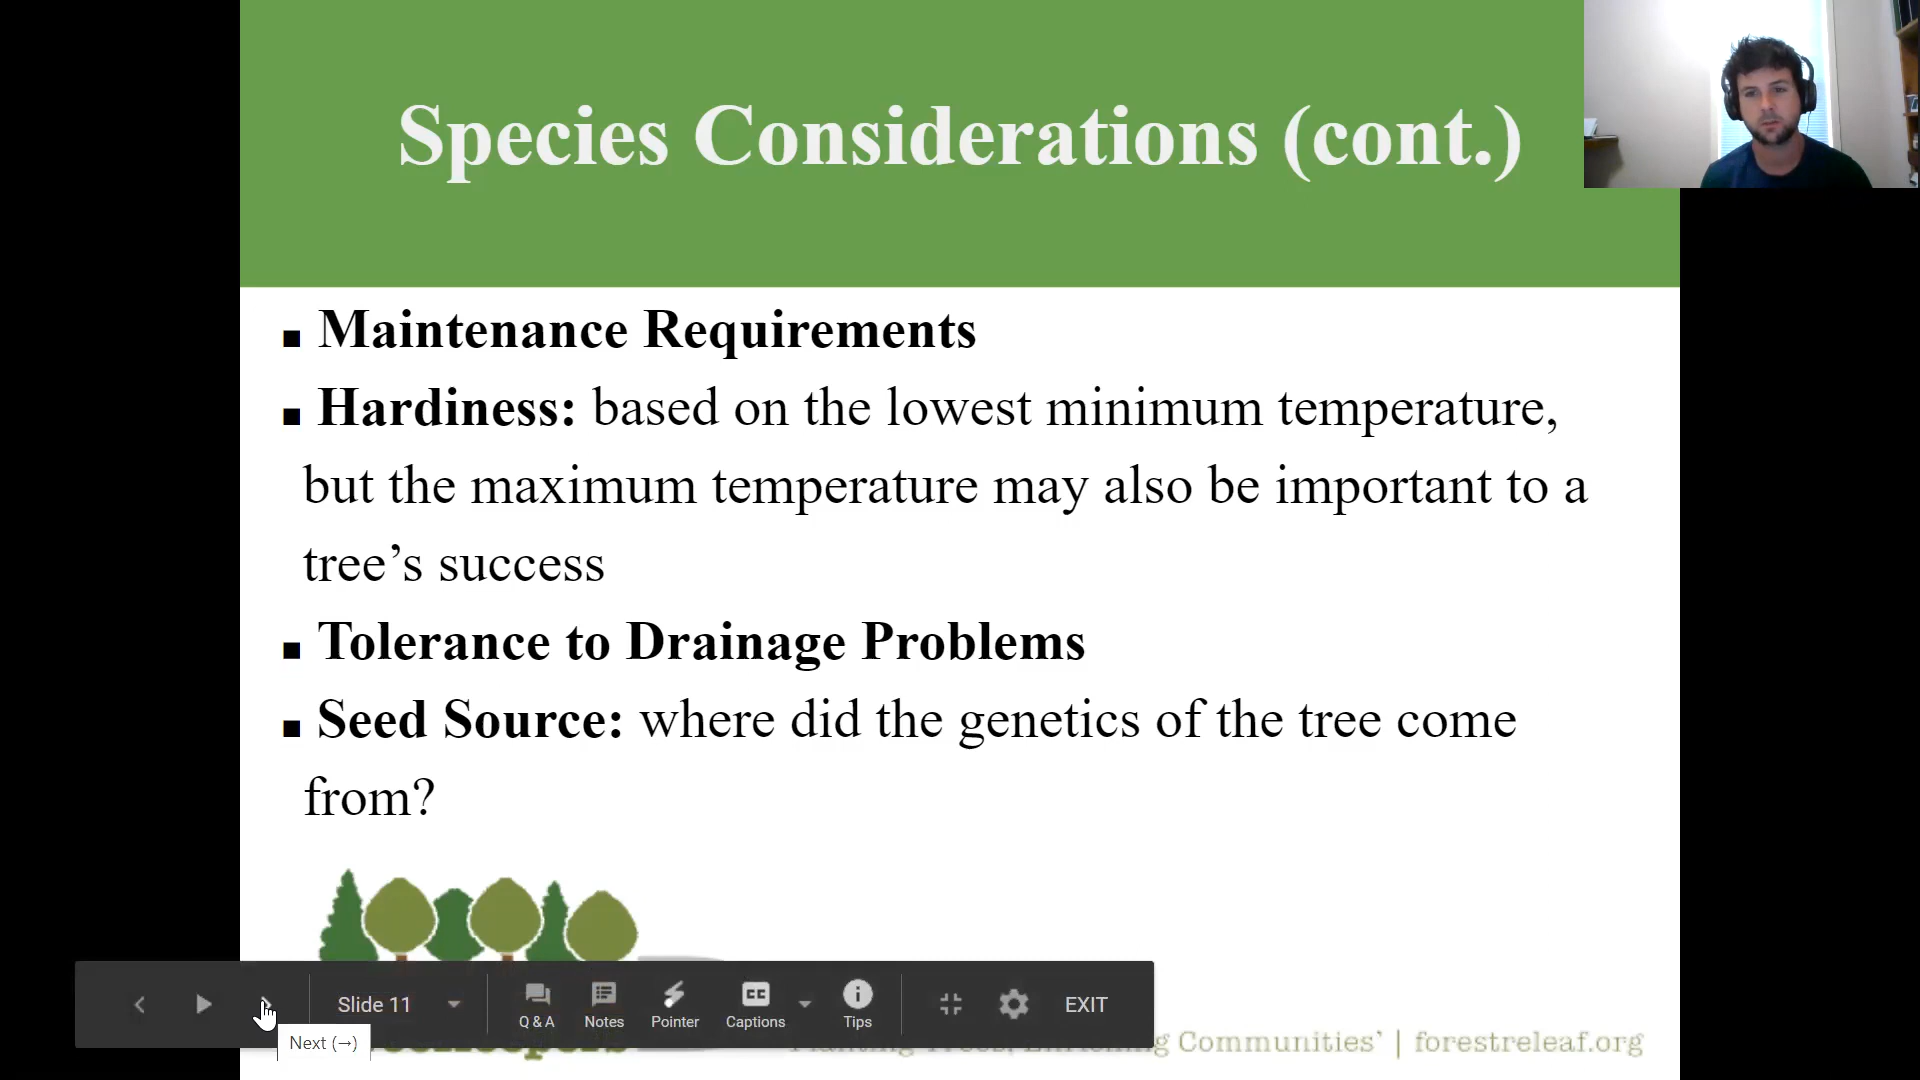 Species Considerations (cont.)
■ Maintenance Requirements
■ Hardiness: based on the lowest minimum temperature,
but the maximum temperature may also be important to a
tree’s success
■ Tolerance to Drainage Problems
■ Seed Source: where did the genetics of the tree come
from?
Slide 11
Q & A
Notes
Pointer
CC
Captions
Tips
EXIT
Next (→)
Communities’ | forestreleaf.org